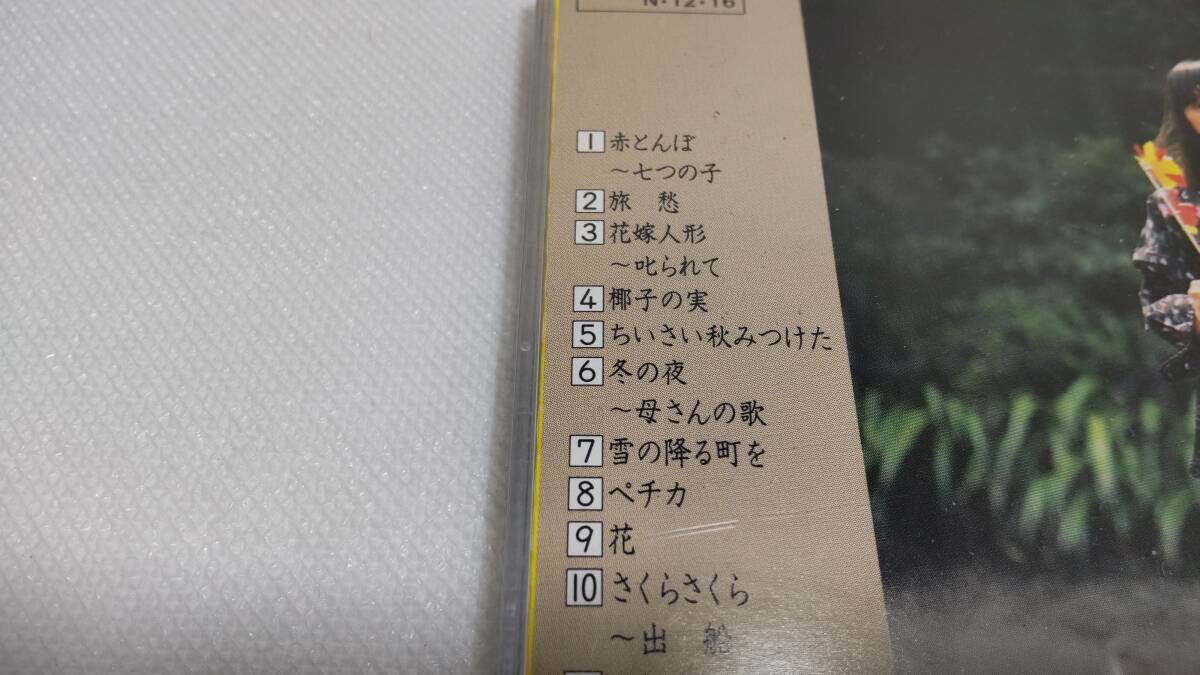 N・12・16
1 赤とんぼ
～七つの子
2 旅 愁
3 花嫁人形
～叱られて
4 椰子の実
5 ちいさい秋みつけた
6 冬の夜
～母さんの歌
7 雪の降る町を
8 ペチカ
9 花
10 さくらさくら
～出 船